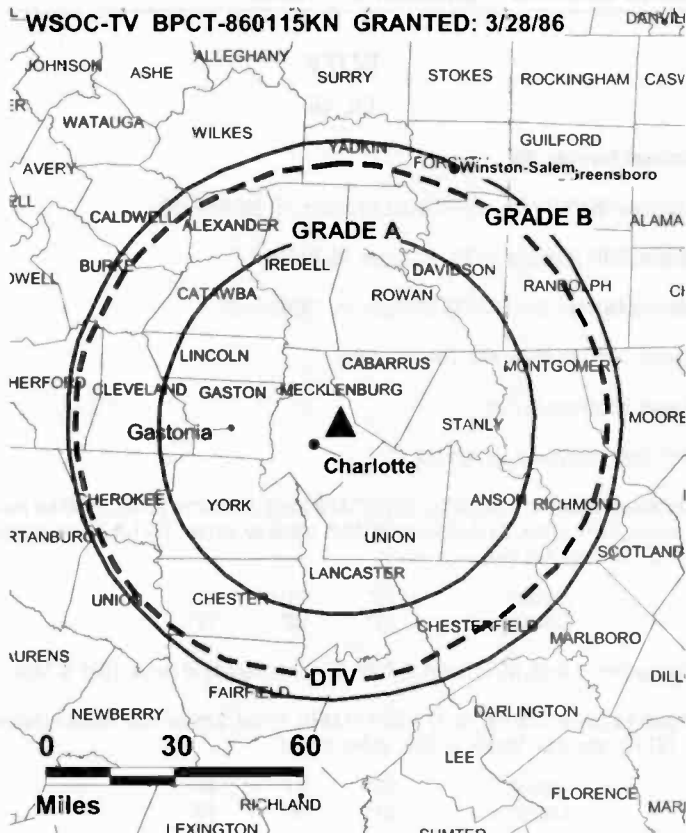 WSOC-TV BPCT-860115KN GRANTED: 3/28/86
JOHNSON
ASHE
ALLEGHANY
SURRY
STOKES
ROCKINGHAM
WATAUGA
WILKES
YADKIN
GUILFORD
AVERY
Winston-Salem
CALDWELL
ALEXANDER
GRADE A
GRADE B
BURKE
IREDELL
DAVIDSON
CATAWBA
ROWAN
RANDOLPH
LINCOLN
CABARRUS
MONTGOMERY
CLEVELAND
GASTON
MECKLENBURG
STANLY
MOORE
Gastonia
Charlotte
CHEROKEE
YORK
ANSON
RICHMOND
UNION
SCOTLAND
LANCASTER
UNION
CHESTER
CHESTERFIELD
MARLBORO
DTV
FAIRFIELD
NEWBERRY
DARLINGTON
0 30 60
LEE
Miles
RICHLAND
FLORENCE
LEXINGTON
SUMTER